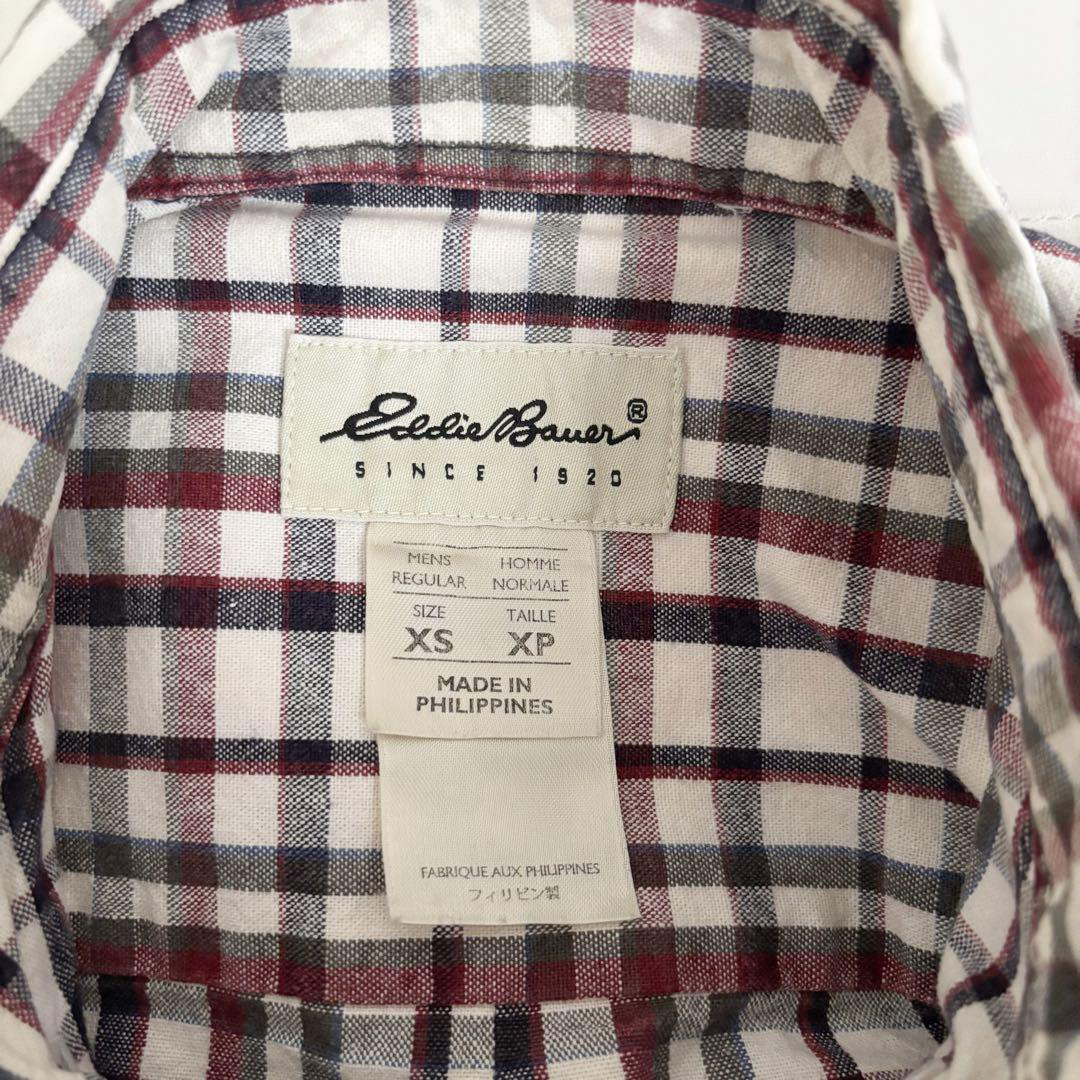 Eddie Bauer ®
SINCE 1920
MENS HOMME
REGULAR NORMALE
SIZE TAILLE
XS XP
MADE IN
PHILIPPINES
FABRIQUE AUX PHILIPPINES
フィリピン製